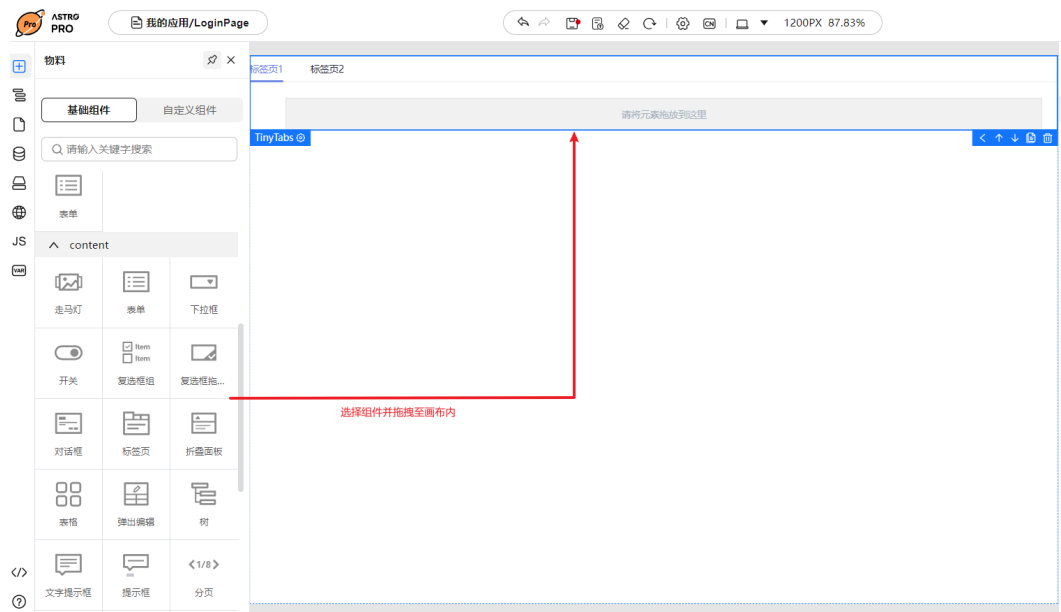 Pro ASTRO PRO
我的应用/LoginPage
CN
1200PX 87.83%
物料
标签页1 标签页2
基础组件 自定义组件
请将元素拖放到这里
TinyTabs
请输入关键字搜索
表单
JS
content
VAR
走马灯 表单 下拉框
Item
Item
开关 复选框组 复选框拖...
选择组件并拖拽至画布内
对话框 标签页 折叠面板
表格 弹出编辑 树
<1/8>
文字提示框 提示框 分页